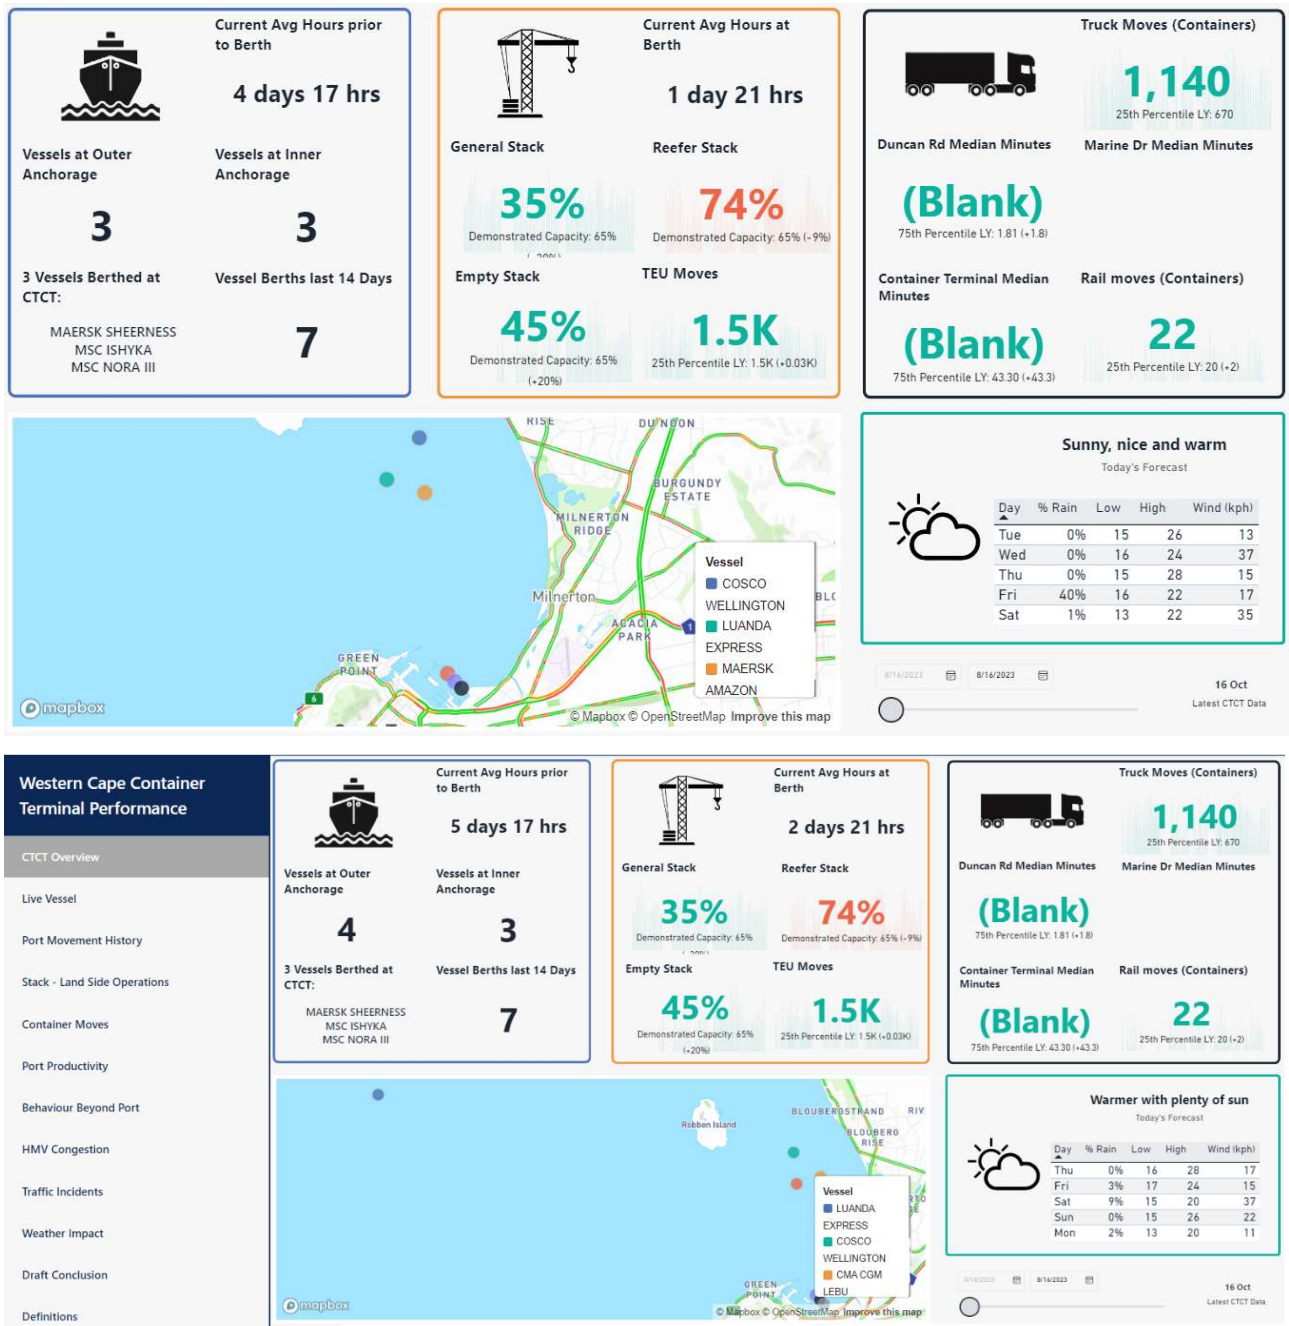 Current Avg Hours prior
to Berth
4 days 17 hrs
Vessels at Outer
Anchorage
3
Vessels at Inner
Anchorage
3
3 Vessels Berthed at
CTCT:
MAERSK SHEERNESS
MSC ISHYKA
MSC NORA III
Vessel Berths last 14 Days
7
Current Avg Hours at
Berth
1 day 21 hrs
General Stack
35%
Demonstrated Capacity: 65%
Reefer Stack
74%
Demonstrated Capacity: 65% (-9%)
Empty Stack
45%
Demonstrated Capacity: 65%
(+20%)
TEU Moves
1.5K
25th Percentile LY: 1.5K (+0.03K)
Truck Moves (Containers)
1,140
25th Percentile LY: 670
Duncan Rd Median Minutes
(Blank)
75th Percentile LY: 1.81 (+1.8)
Marine Dr Median Minutes
Container Terminal Median
Minutes
(Blank)
75th Percentile LY: 43.30 (+43.3)
Rail moves (Containers)
22
25th Percentile LY: 20 (+2)
RISE
DU NOON
BURGUNDY
ESTATE
MILNERTON
RIDGE
Milnerton
ACACIA
PARK
1
GREEN
POINT
6
Vessel
COSCO
WELLINGTON
LUANDA
EXPRESS
MAERSK
AMAZON
mapbox
© Mapbox © OpenStreetMap Improve this map
Sunny, nice and warm
Today's Forecast
Day % Rain Low High Wind (kph)
Tue 0% 15 26 13
Wed 0% 16 24 37
Thu 0% 15 28 15
Fri 40% 16 22 17
Sat 1% 13 22 35
8/16/2023 8/16/2023
16 Oct
Latest CTCT Data
Western Cape Container
Terminal Performance
CTCT Overview
Live Vessel
Port Movement History
Stack - Land Side Operations
Container Moves
Port Productivity
Behaviour Beyond Port
HMV Congestion
Traffic Incidents
Weather Impact
Draft Conclusion
Definitions
Current Avg Hours prior
to Berth
5 days 17 hrs
Vessels at Outer
Anchorage
4
Vessels at Inner
Anchorage
3
3 Vessels Berthed at
CTCT:
MAERSK SHEERNESS
MSC ISHYKA
MSC NORA III
Vessel Berths last 14 Days
7
Current Avg Hours at
Berth
2 days 21 hrs
General Stack
35%
Demonstrated Capacity: 65%
Reefer Stack
74%
Demonstrated Capacity: 65% (-9%)
Empty Stack
45%
Demonstrated Capacity: 65%
(+20%)
TEU Moves
1.5K
25th Percentile LY: 1.5K (+0.03K)
Truck Moves (Containers)
1,140
25th Percentile LY: 670
Duncan Rd Median Minutes
(Blank)
75th Percentile LY: 1.81 (+1.8)
Marine Dr Median Minutes
Container Terminal Median
Minutes
(Blank)
75th Percentile LY: 43.30 (+43.3)
Rail moves (Containers)
22
25th Percentile LY: 20 (+2)
Robben Island
BLOUBERGSTRAND
RIV
BLOUBERG
RISE
GREEN
POINT
Vessel
LUANDA
EXPRESS
COSCO
WELLINGTON
CMA CGM
LEBU
mapbox
© Mapbox © OpenStreetMap Improve this map
Warmer with plenty of sun
Today's Forecast
Day % Rain Low High Wind (kph)
Thu 0% 16 28 17
Fri 3% 17 24 15
Sat 9% 15 20 37
Sun 0% 15 26 22
Mon 2% 13 20 11
8/16/2023 8/16/2023
16 Oct
Latest CTCT Data